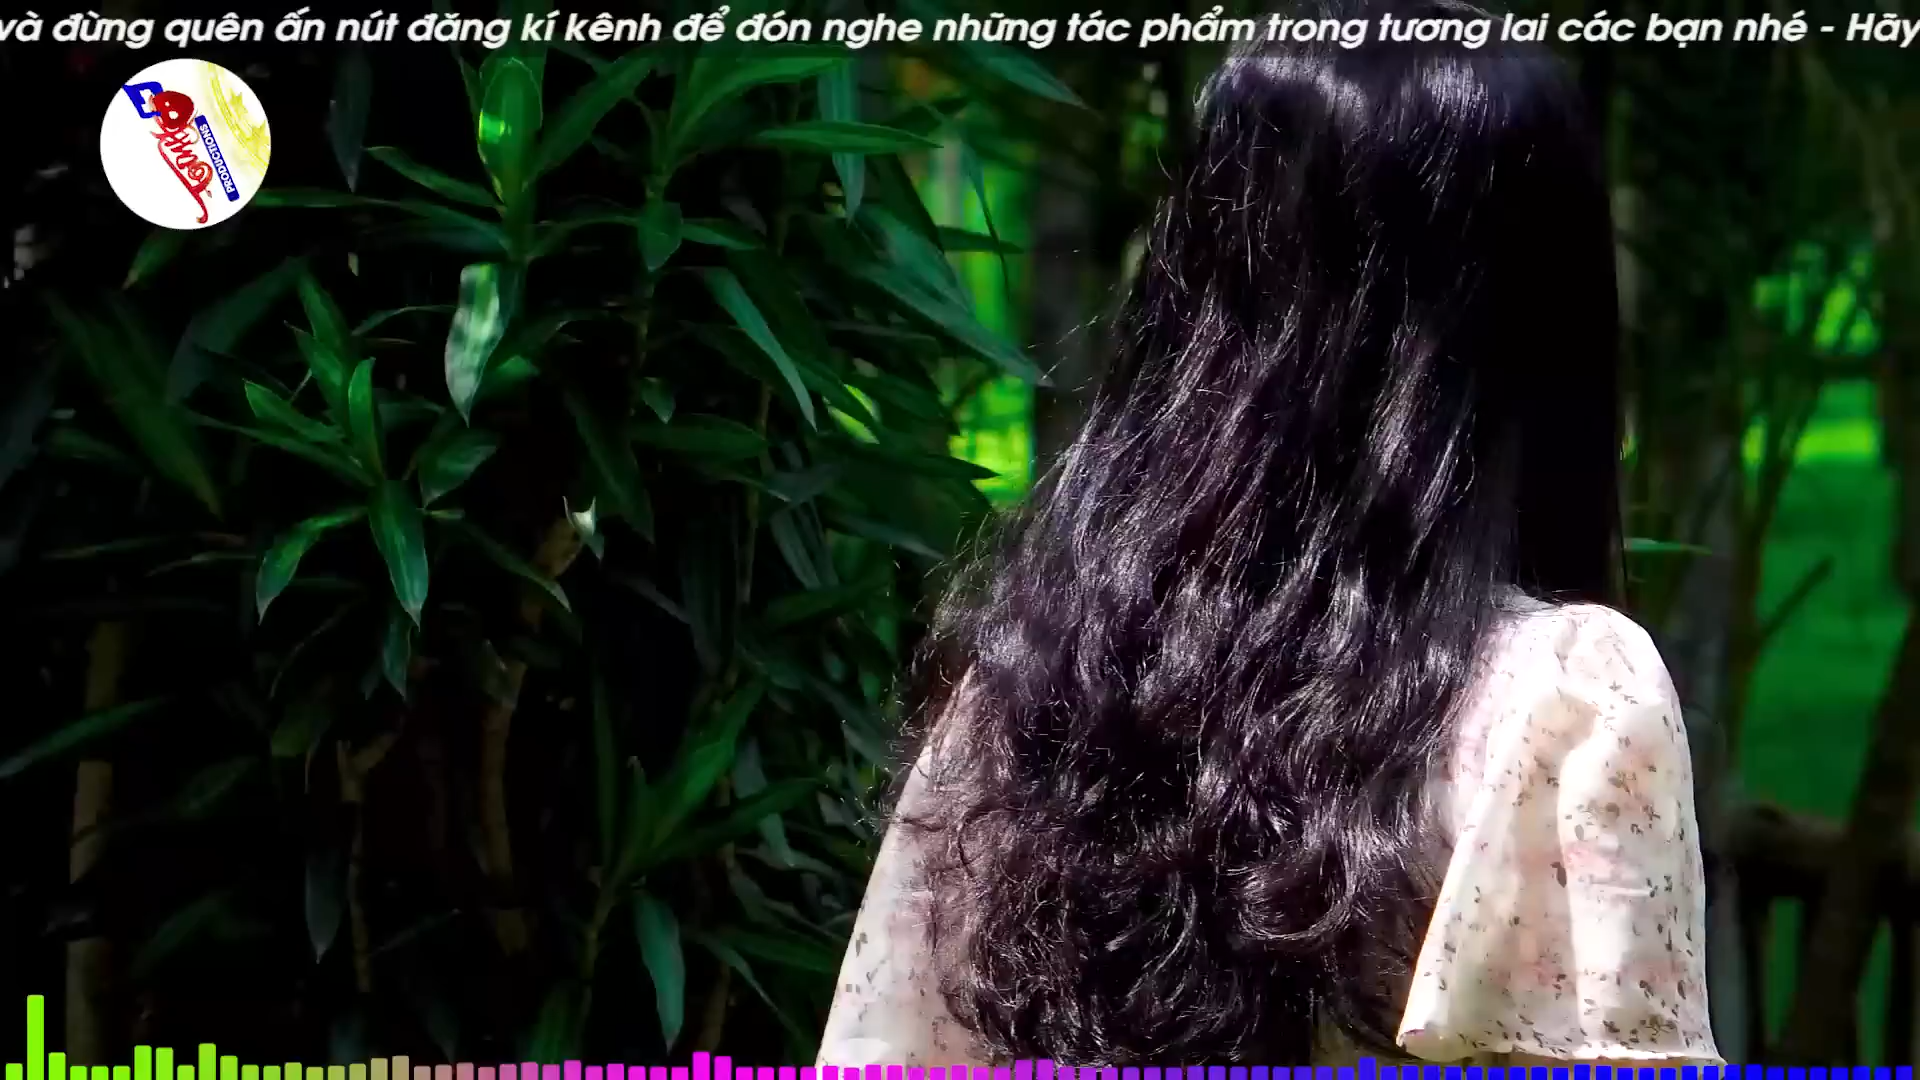 và đừng quên ấn nút đăng kí kênh để đón nghe những tác phẩm trong tương lai các bạn nhé - Hãy
PRODUCTIONS